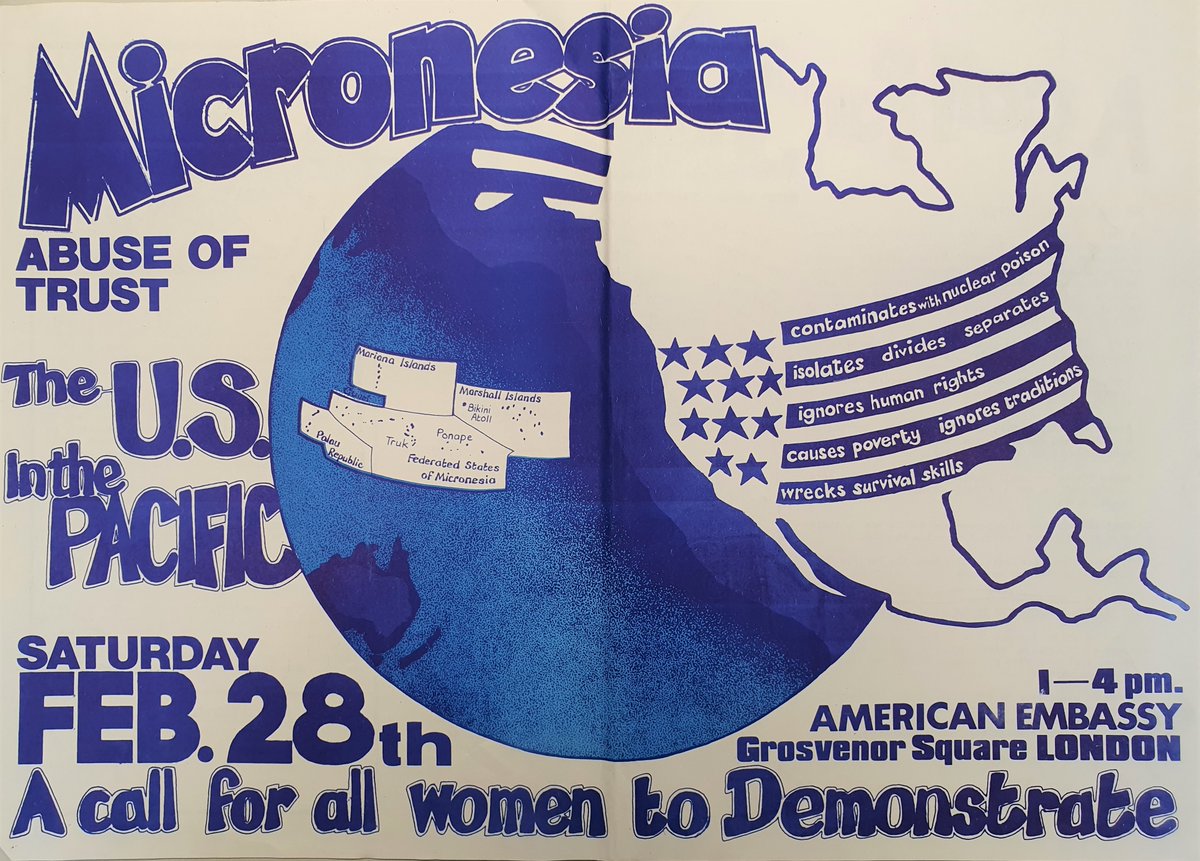 Micronesia
ABUSE OF
TRUST
The U.S.
In the
PACIFIC
Mariana Islands
Marshall Islands
Bikini
Atoll
Palau
Republic
Truk
Ponape
Federated States
of Micronesia
contaminates with nuclear poison
isolates divides separates
ignores human rights
causes poverty ignores traditions
wrecks survival skills
SATURDAY
FEB. 28th
1—4 pm.
AMERICAN EMBASSY
Grosvenor Square LONDON
A call for all women to Demonstrate